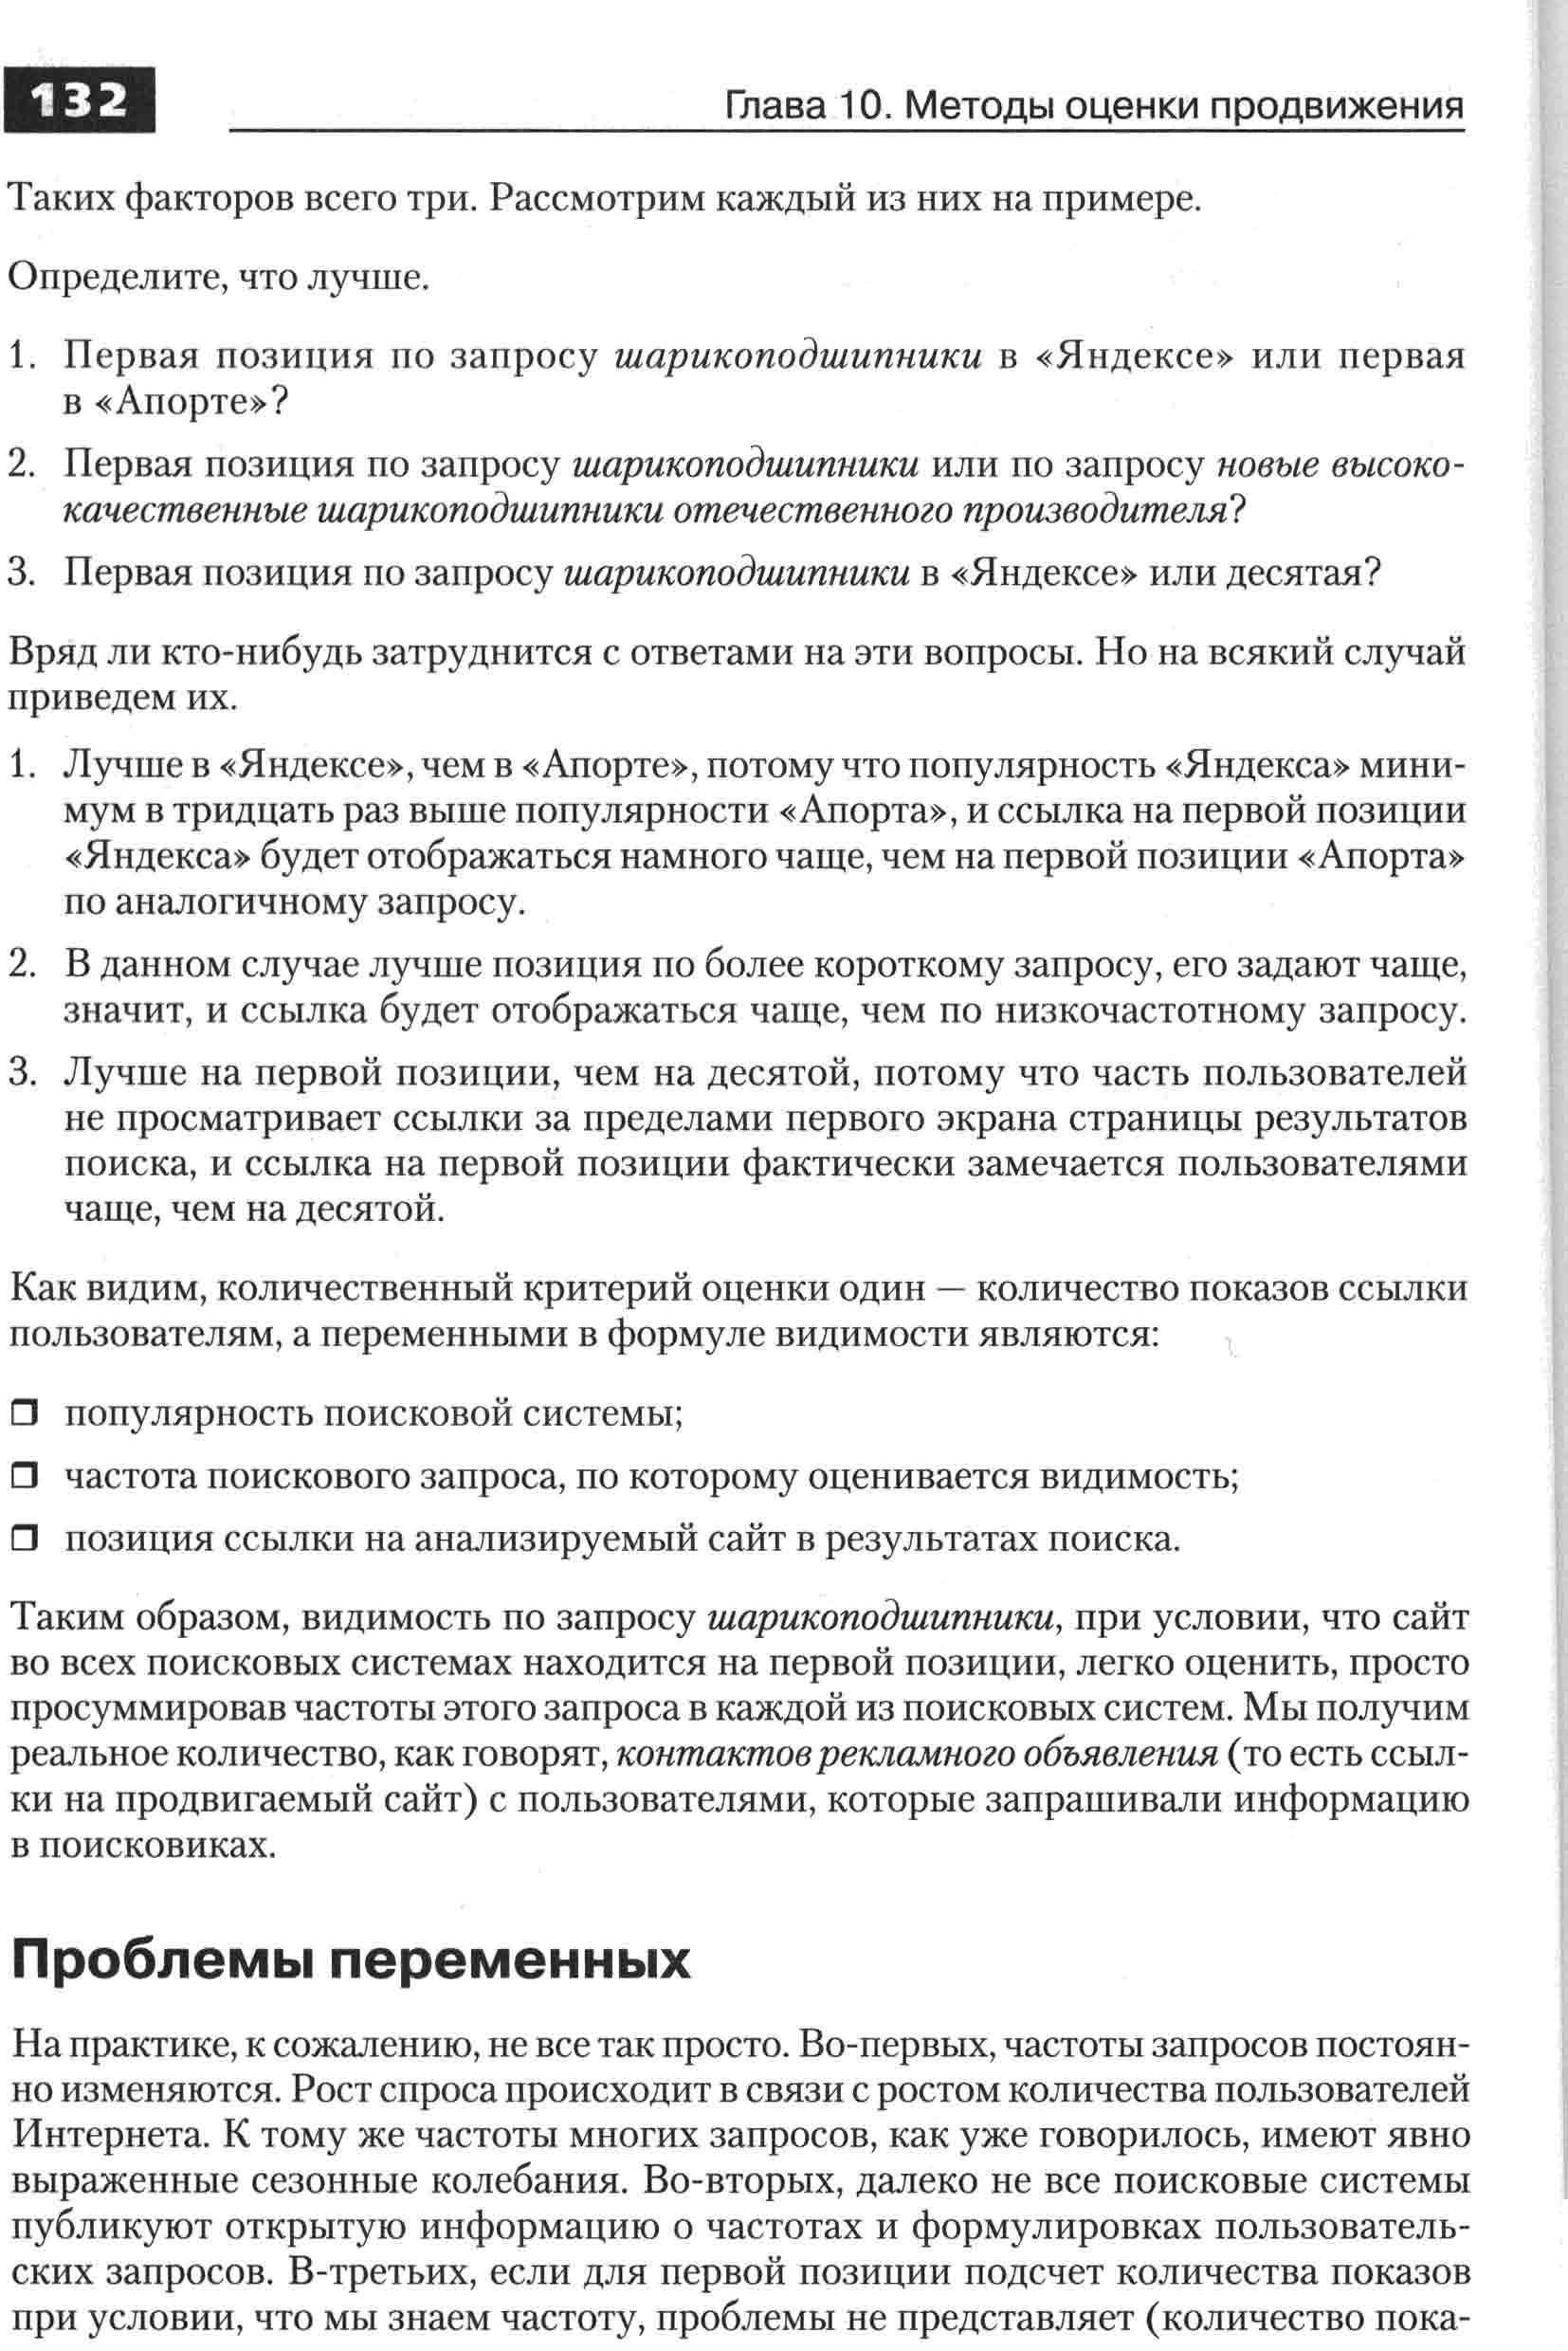 132
Глава 10. Методы оценки продвижения
Таких факторов всего три. Рассмотрим каждый из них на примере.
Определите, что лучше.
1. Первая позиция по запросу шарикоподшипники в «Яндексе» или первая
в «Апорте»?
2. Первая позиция по запросу шарикоподшипники или по запросу новые высоко-
качественные шарикоподшипники отечественного производителя?
3. Первая позиция по запросу шарикоподшипники в «Яндексе» или десятая?
Вряд ли кто-нибудь затруднится с ответами на эти вопросы. Но на всякий случай
приведем их.
1. Лучше в «Яндексе», чем в «Апорте», потому что популярность «Яндекса» мини-
мум в тридцать раз выше популярности «Апорта», и ссылка на первой позиции
«Яндекса» будет отображаться намного чаще, чем на первой позиции «Апорта»
по аналогичному запросу.
2. В данном случае лучше позиция по более короткому запросу, его задают чаще,
значит, и ссылка будет отображаться чаще, чем по низкочастотному запросу.
3. Лучше на первой позиции, чем на десятой, потому что часть пользователей
не просматривает ссылки за пределами первого экрана страницы результатов
поиска, и ссылка на первой позиции фактически замечается пользователями
чаще, чем на десятой.
Как видим, количественный критерий оценки один — количество показов ссылки
пользователям, а переменными в формуле видимости являются:
❒ популярность поисковой системы;
❒ частота поискового запроса, по которому оценивается видимость;
❒ позиция ссылки на анализируемый сайт в результатах поиска.
Таким образом, видимость по запросу шарикоподшипники, при условии, что сайт
во всех поисковых системах находится на первой позиции, легко оценить, просто
просуммировав частоты этого запроса в каждой из поисковых систем. Мы получим
реальное количество, как говорят, контактов рекламного объявления (то есть ссыл-
ки на продвигаемый сайт) с пользователями, которые запрашивали информацию
в поисковиках.
Проблемы переменных
На практике, к сожалению, не все так просто. Во-первых, частоты запросов постоян-
но изменяются. Рост спроса происходит в связи с ростом количества пользователей
Интернета. К тому же частоты многих запросов, как уже говорилось, имеют явно
выраженные сезонные колебания. Во-вторых, далеко не все поисковые системы
публикуют открытую информацию о частотах и формулировках пользователь-
ских запросов. В-третьих, если для первой позиции подсчет количества показов
при условии, что мы знаем частоту, проблемы не представляет (количество пока-